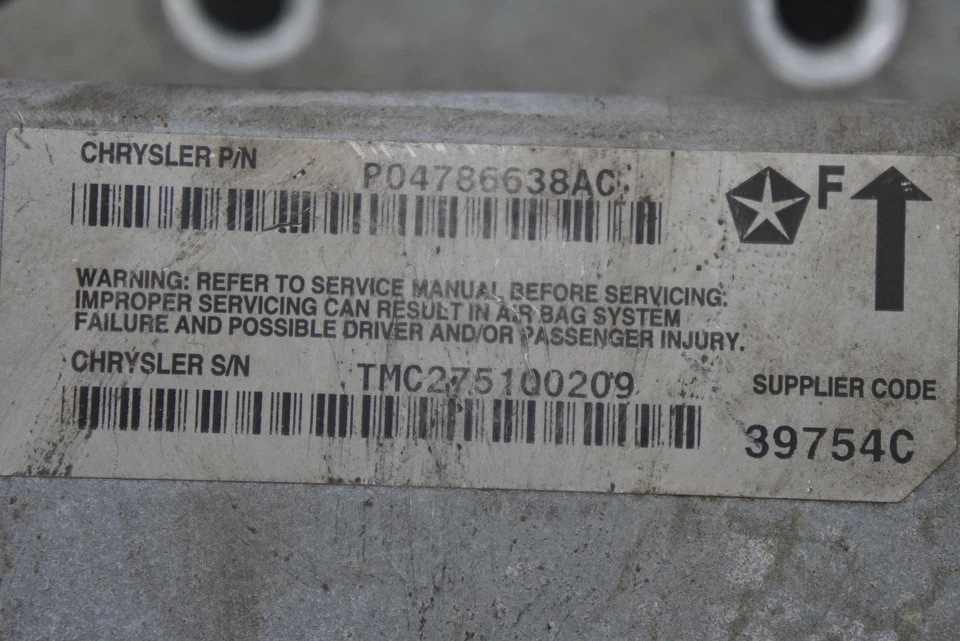 CHRYSLER P/N
P04786638AC
F
WARNING: REFER TO SERVICE MANUAL BEFORE SERVICING.
IMPROPER SERVICING CAN RESULT IN AIR BAG SYSTEM
FAILURE AND POSSIBLE DRIVER AND/OR PASSENGER INJURY.
CHRYSLER S/N
TMC275100209
SUPPLIER CODE
39754C